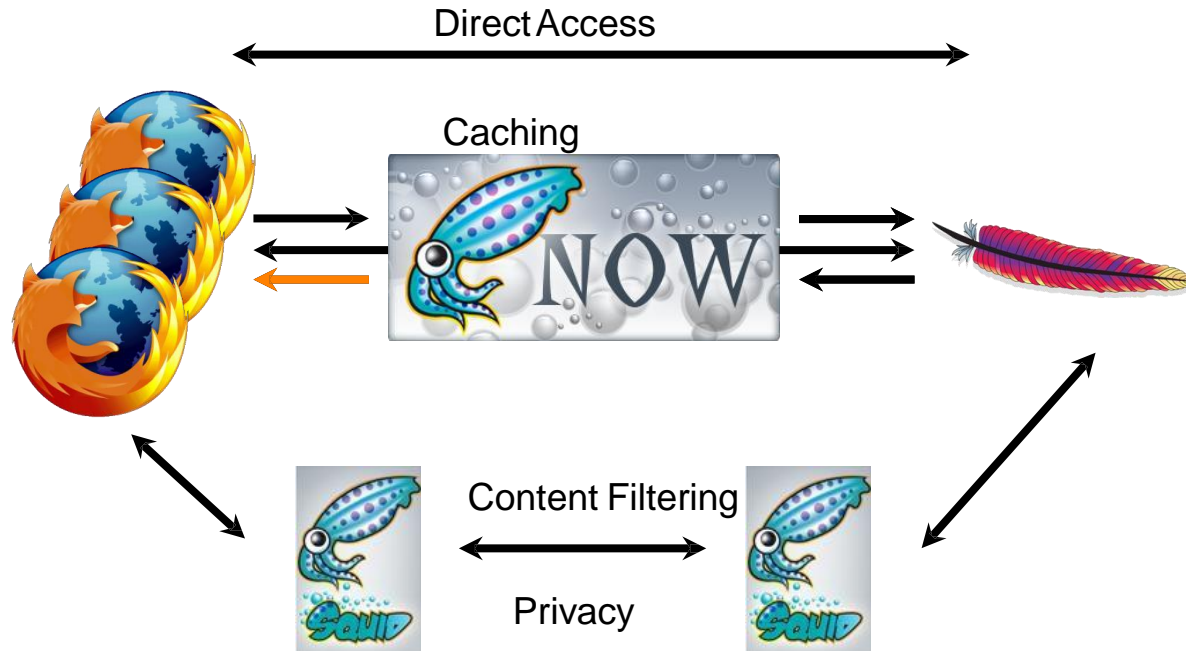 Direct Access
Caching
NOW
Content Filtering
Privacy
SQUID
SQUID